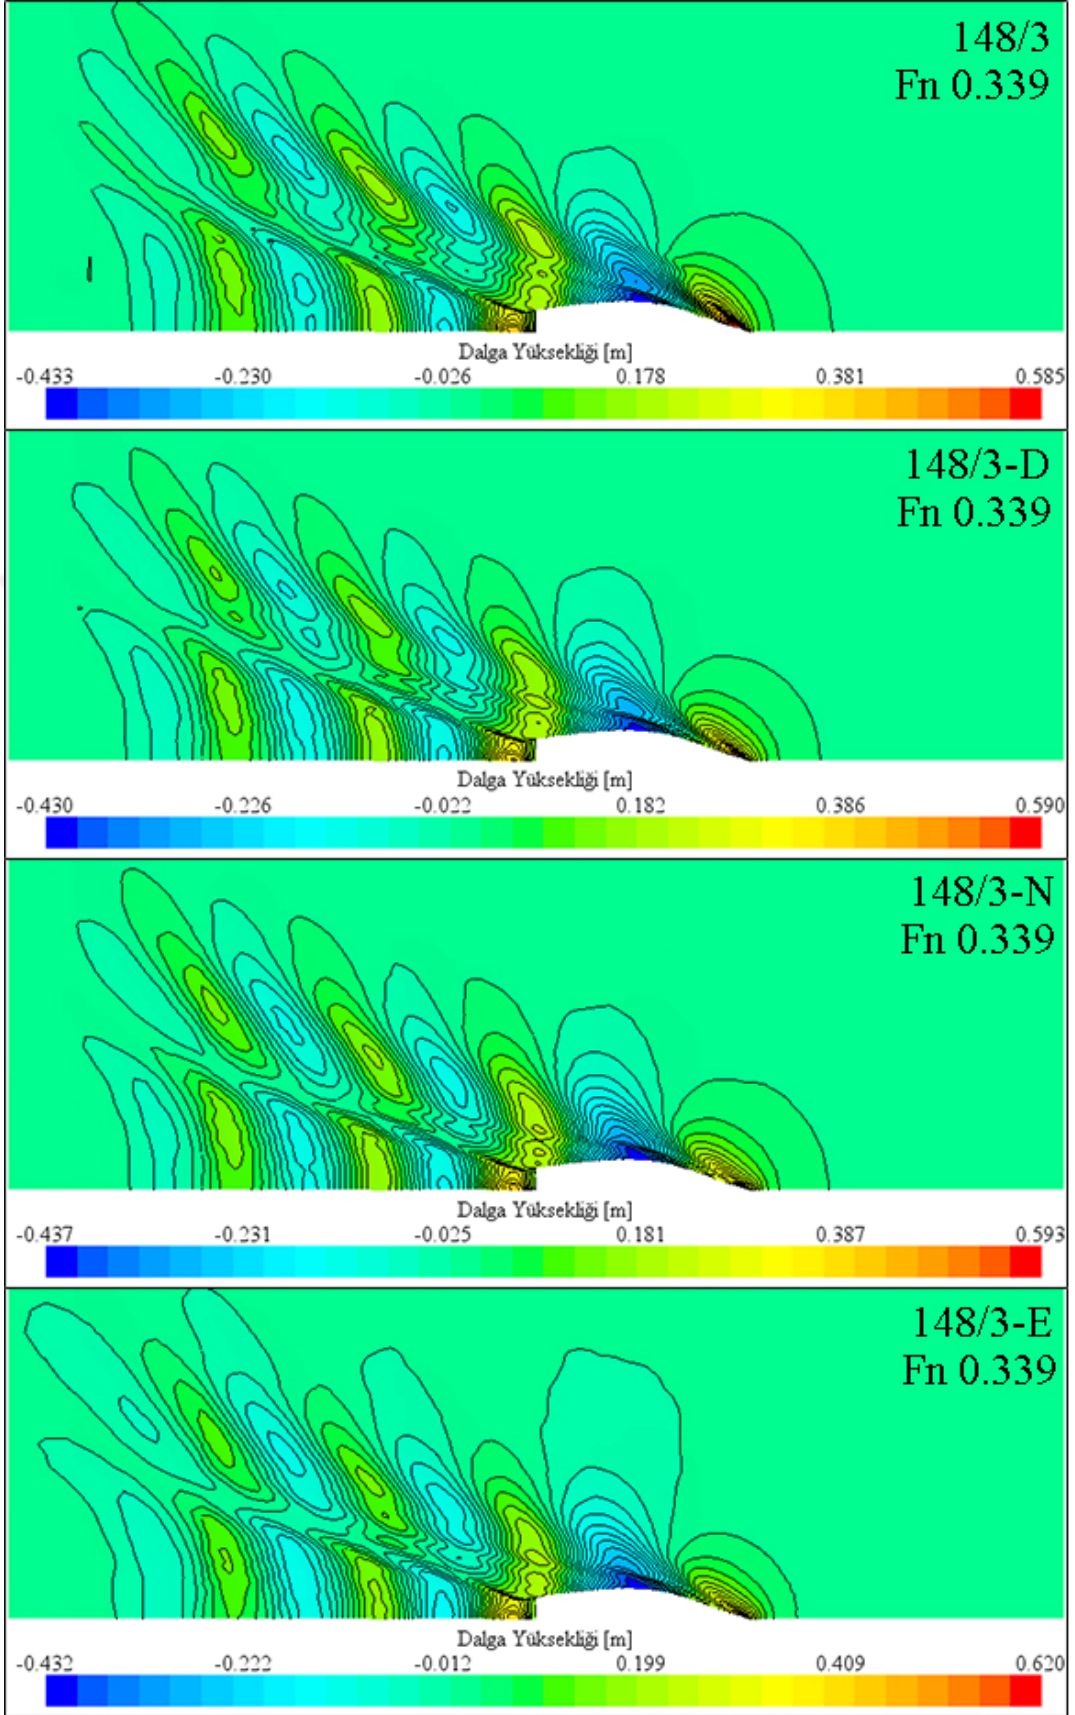 148/3
Fn 0.339
Dalga Yüksekliği [m]
-0.433 -0.230 -0.026 0.178 0.381 0.585
148/3-D
Fn 0.339
Dalga Yüksekliği [m]
-0.430 -0.226 -0.022 0.182 0.386 0.590
148/3-N
Fn 0.339
Dalga Yüksekliği [m]
-0.437 -0.231 -0.025 0.181 0.387 0.593
148/3-E
Fn 0.339
Dalga Yüksekliği [m]
-0.432 -0.222 -0.012 0.199 0.409 0.620